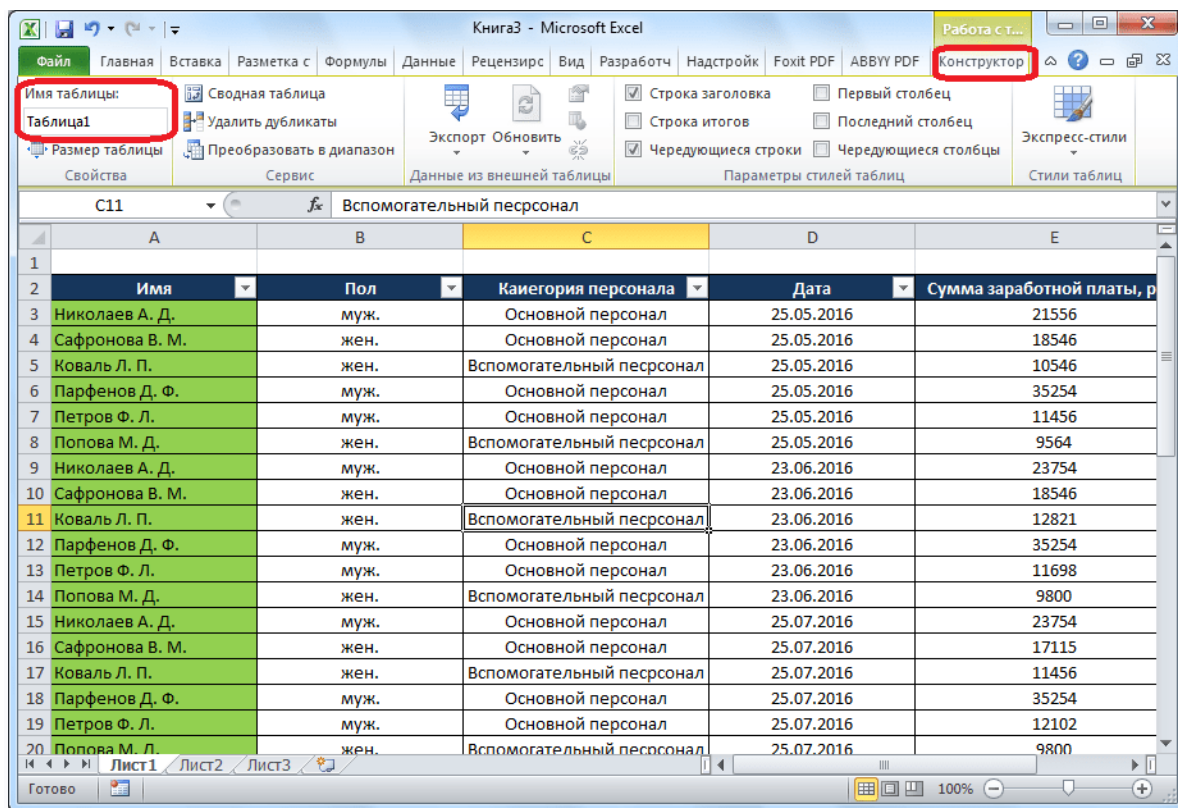 Книга3 - Microsoft Excel
Работа с т...
Файл Главная Вставка Разметка с Формулы Данные Рецензирс Вид Разработч Надстройк Foxit PDF ABBYY PDF Конструктор
Имя таблицы: Сводная таблица Строка заголовка Первый столбец
Таблица1 Удалить дубликаты Экспорт Обновить Строка итогов Последний столбец Экспресс-стили
Размер таблицы Преобразовать в диапазон Чередующиеся строки Чередующиеся столбцы
Свойства Сервис Данные из внешней таблицы Параметры стилей таблиц Стили таблиц
C11 fx Вспомогательный песрсонал
A B C D E
1
2 Имя Пол Каиегория персонала Дата Сумма заработной платы, р
3 Николаев А. Д. муж. Основной персонал 25.05.2016 21556
4 Сафронова В. М. жен. Основной персонал 25.05.2016 18546
5 Коваль Л. П. жен. Вспомогательный песрсонал 25.05.2016 10546
6 Парфенов Д. Ф. муж. Основной персонал 25.05.2016 35254
7 Петров Ф. Л. муж. Основной персонал 25.05.2016 11456
8 Попова М. Д. жен. Вспомогательный песрсонал 25.05.2016 9564
9 Николаев А. Д. муж. Основной персонал 23.06.2016 23754
10 Сафронова В. М. жен. Основной персонал 23.06.2016 18546
11 Коваль Л. П. жен. Вспомогательный песрсонал 23.06.2016 12821
12 Парфенов Д. Ф. муж. Основной персонал 23.06.2016 35254
13 Петров Ф. Л. муж. Основной персонал 23.06.2016 11698
14 Попова М. Д. жен. Вспомогательный песрсонал 23.06.2016 9800
15 Николаев А. Д. муж. Основной персонал 25.07.2016 23754
16 Сафронова В. М. жен. Основной персонал 25.07.2016 17115
17 Коваль Л. П. жен. Вспомогательный песрсонал 25.07.2016 11456
18 Парфенов Д. Ф. муж. Основной персонал 25.07.2016 35254
19 Петров Ф. Л. муж. Основной персонал 25.07.2016 12102
20 Попова М. Д. жен. Вспомогательный песрсонал 25.07.2016 9800
Лист1 Лист2 Лист3
Готово 100%